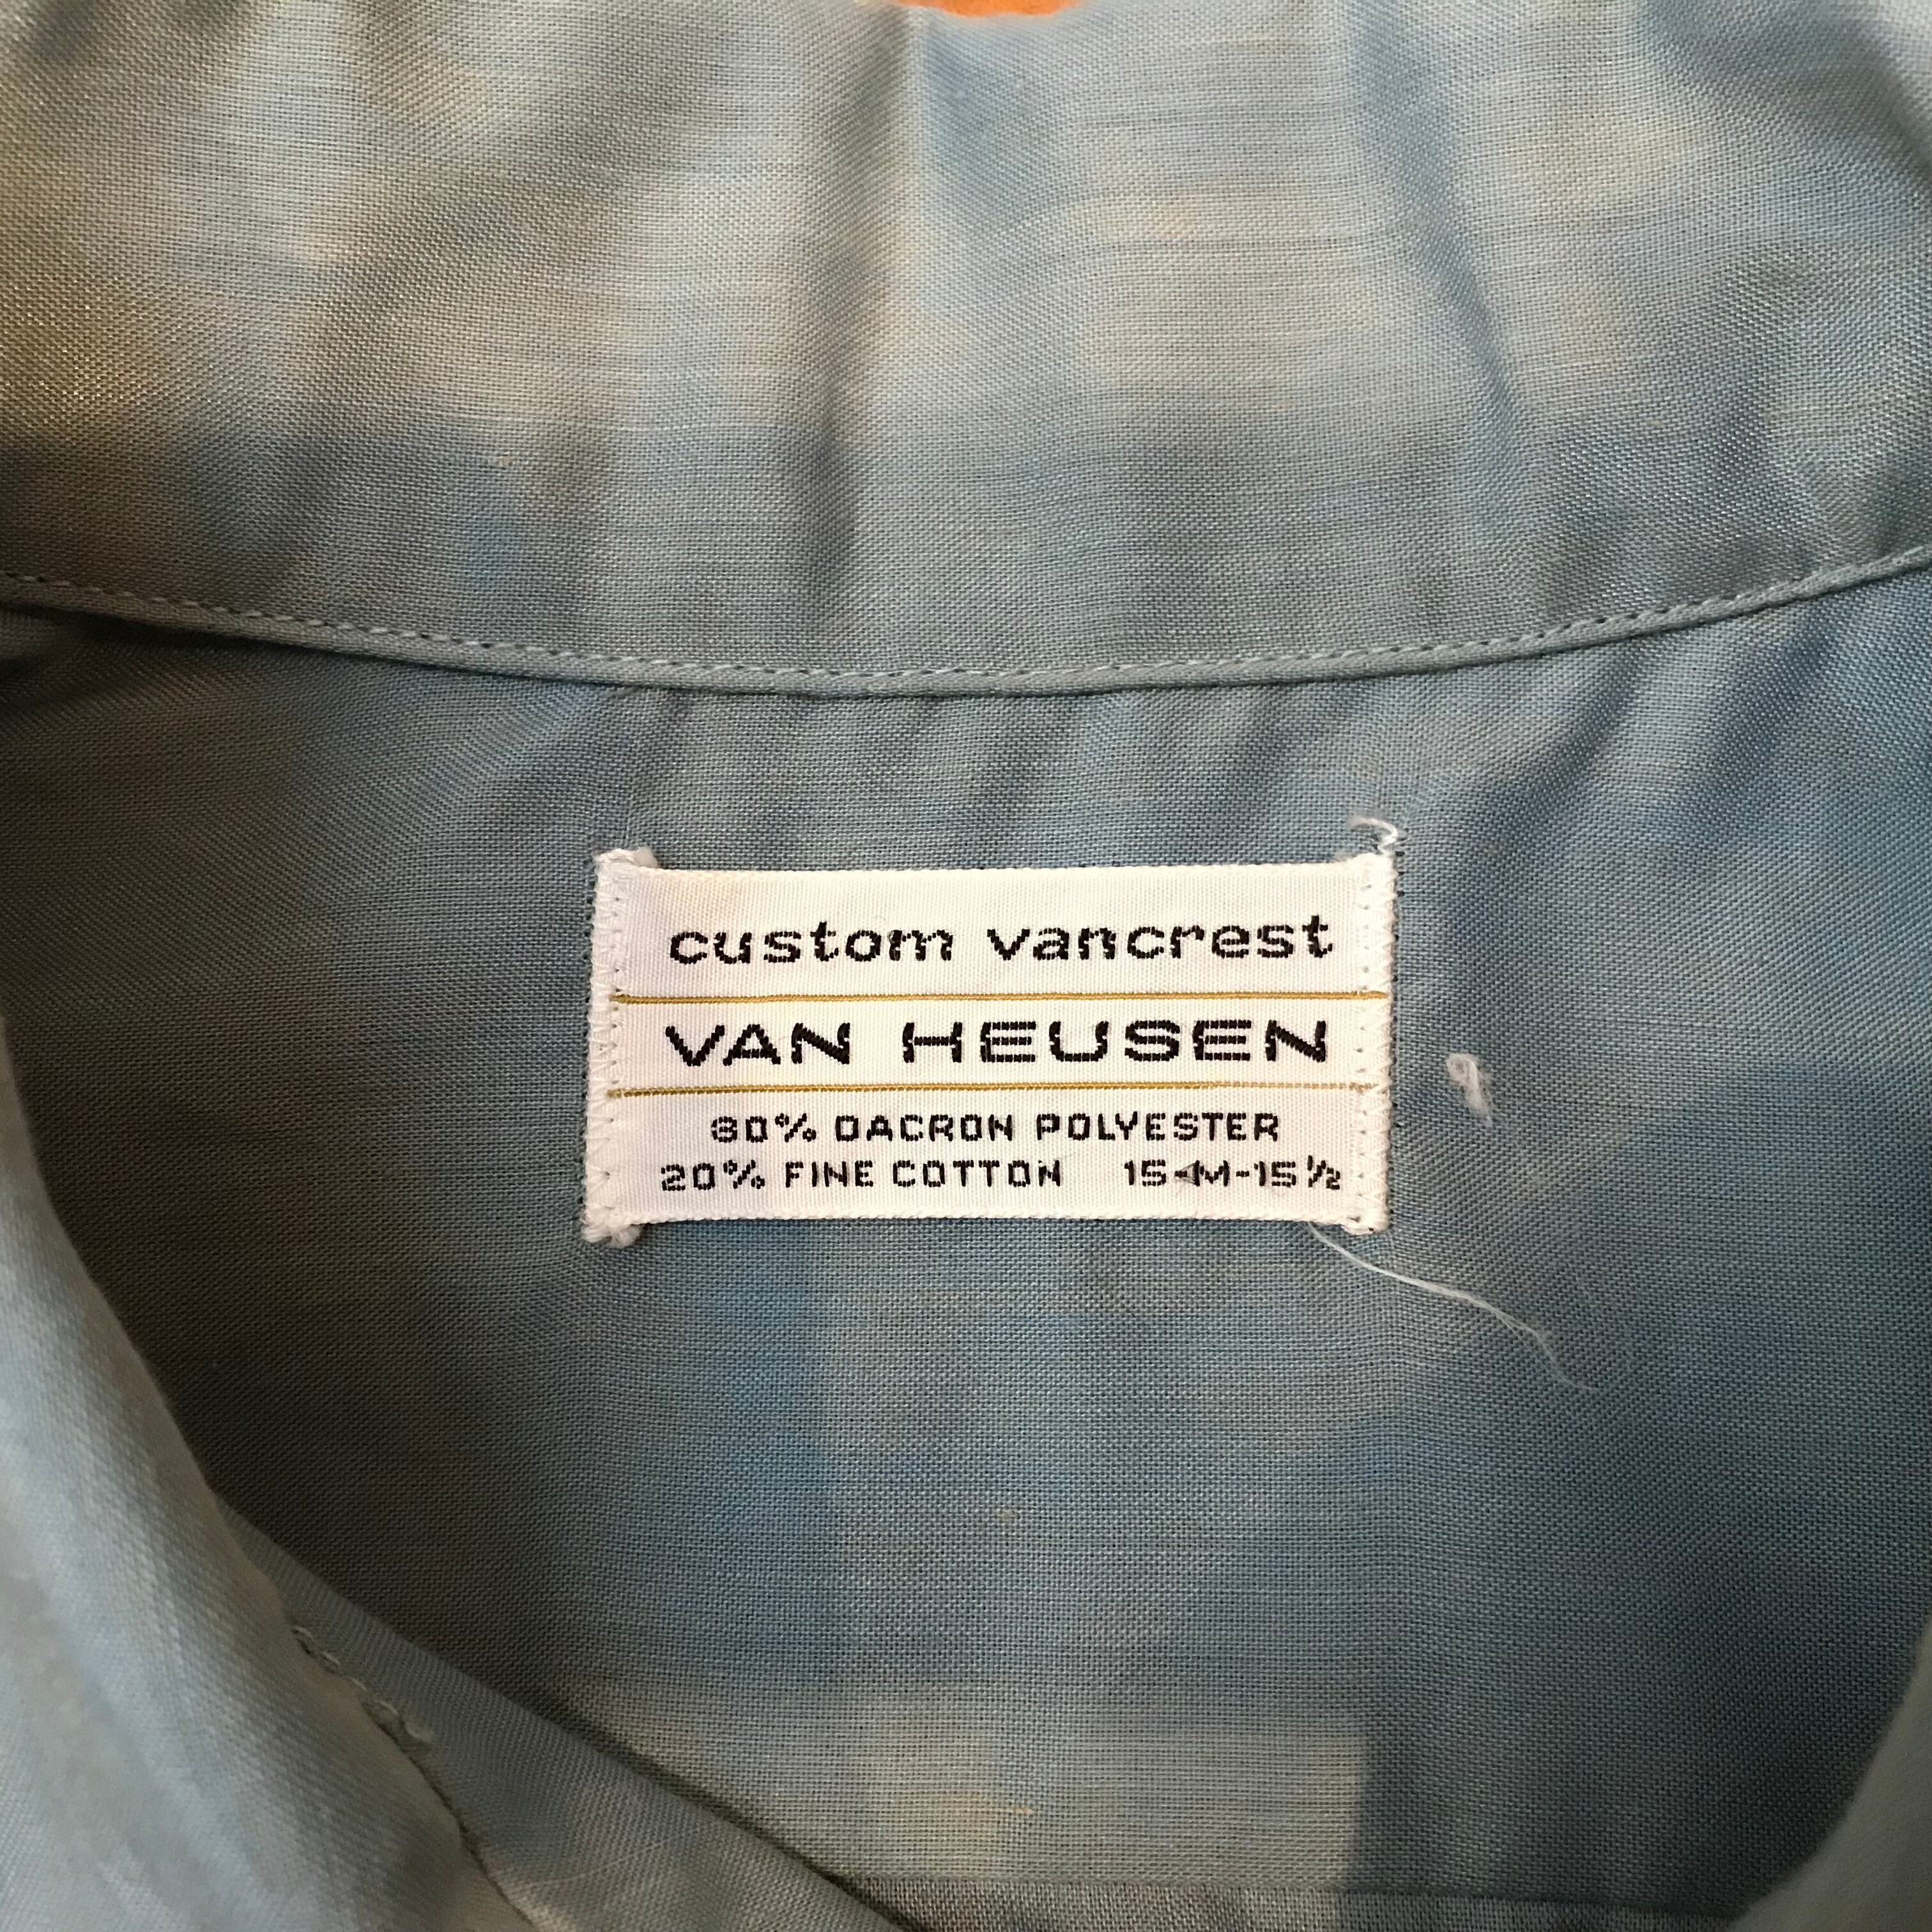 custom vancrest
VAN HEUSEN
80% DACRON POLYESTER
20% FINE COTTON 15-M-15½